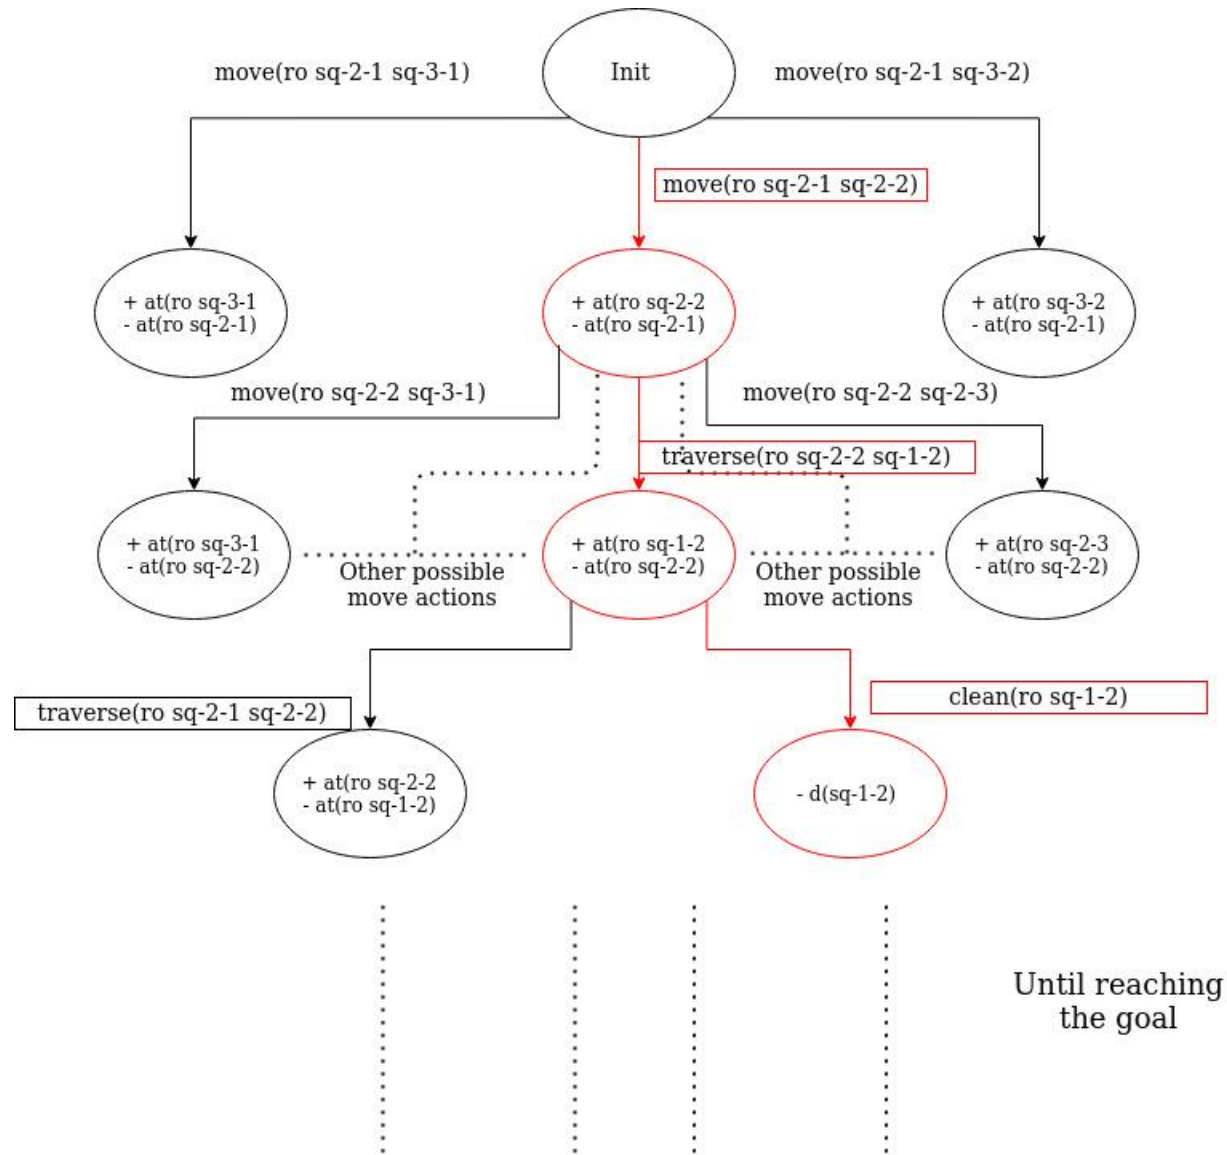 Init
move(ro sq-2-1 sq-3-1)
move(ro sq-2-1 sq-3-2)
move(ro sq-2-1 sq-2-2)
+ at(ro sq-3-1
- at(ro sq-2-1)
+ at(ro sq-2-2
- at(ro sq-2-1)
+ at(ro sq-3-2
- at(ro sq-2-1)
move(ro sq-2-2 sq-3-1)
move(ro sq-2-2 sq-2-3)
traverse(ro sq-2-2 sq-1-2)
+ at(ro sq-3-1
- at(ro sq-2-2)
Other possible
move actions
+ at(ro sq-1-2
- at(ro sq-2-2)
Other possible
move actions
+ at(ro sq-2-3
- at(ro sq-2-2)
traverse(ro sq-2-1 sq-2-2)
clean(ro sq-1-2)
+ at(ro sq-2-2
- at(ro sq-1-2)
- d(sq-1-2)
Until reaching
the goal